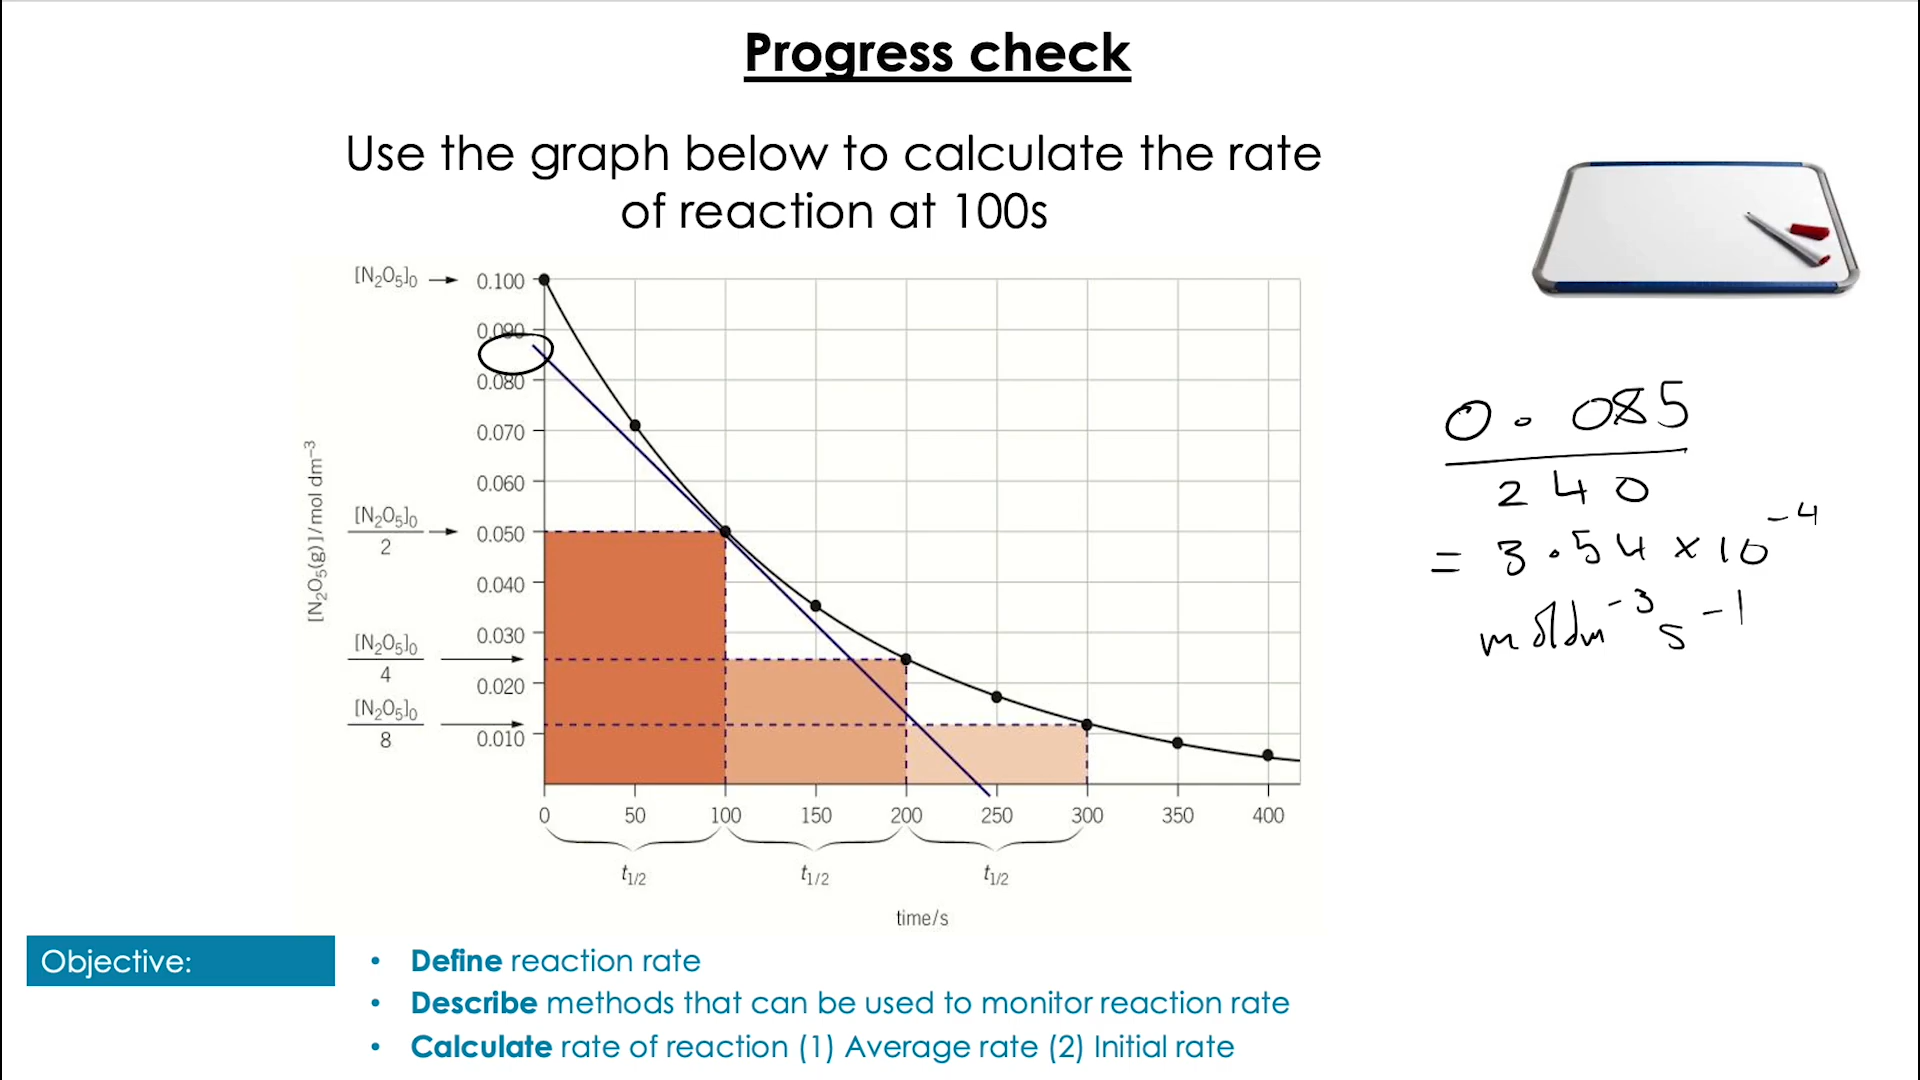 Progress check
Use the graph below to calculate the rate
of reaction at 100s
[N₂O₅]₀
0.100
0.090
0.080
0.070
0.060
[N₂O₅]₀
2
0.050
0.040
0.030
[N₂O₅]₀
4
0.020
[N₂O₅]₀
8
0.010
[N₂O₅(g)]/mol dm⁻³
0 50 100 150 200 250 300 350 400
t1/2 t1/2 t1/2
time/s
0.085
240
= 3.54 × 10⁻⁴
moldm⁻³s⁻¹
Objective:
• Define reaction rate
• Describe methods that can be used to monitor reaction rate
• Calculate rate of reaction (1) Average rate (2) Initial rate